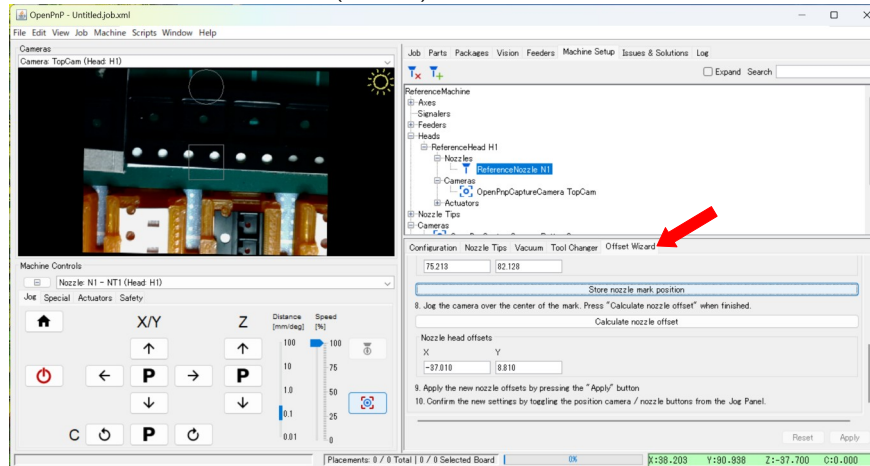 OpenPnP - Untitled.job.xml
File Edit View Job Machine Scripts Window Help
Cameras
Camera: TopCam (Head: H1)
Machine Controls
Nozzle: N1 - NT1 (Head: H1)
Jog Special Actuators Safety
X/Y
Z
Distance [mm/deg]
Speed [%]
100
10
1.0
0.1
0.01
100
75
50
25
0
P
P
C
P
Job Parts Packages Vision Feeders Machine Setup Issues & Solutions Log
Expand Search
ReferenceMachine
Axes
Signalers
Feeders
Heads
ReferenceHead H1
Nozzles
ReferenceNozzle N1
Cameras
OpenPnpCaptureCamera TopCam
Actuators
Nozzle Tips
Cameras
Configuration Nozzle Tips Vacuum Tool Changer Offset Wizard
75.213 82.128
Store nozzle mark position
8. Jog the camera over the center of the mark. Press "Calculate nozzle offset" when finished.
Calculate nozzle offset
Nozzle head offsets
X Y
-37.010 8.810
9. Apply the new nozzle offsets by pressing the "Apply" button
10. Confirm the new settings by toggling the position camera / nozzle buttons from the Jog Panel.
Reset Apply
Placements: 0 / 0 Total | 0 / 0 Selected Board 0% X:38.203 Y:90.938 Z:-37.700 C:0.000